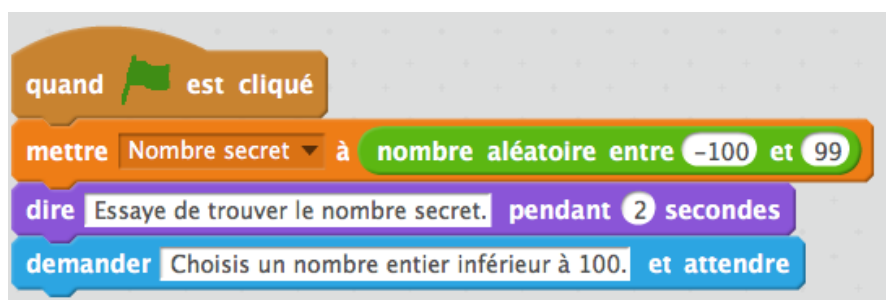 quand est cliqué
mettre Nombre secret à nombre aléatoire entre -100 et 99
dire Essaye de trouver le nombre secret. pendant 2 secondes
demander Choisis un nombre entier inférieur à 100. et attendre